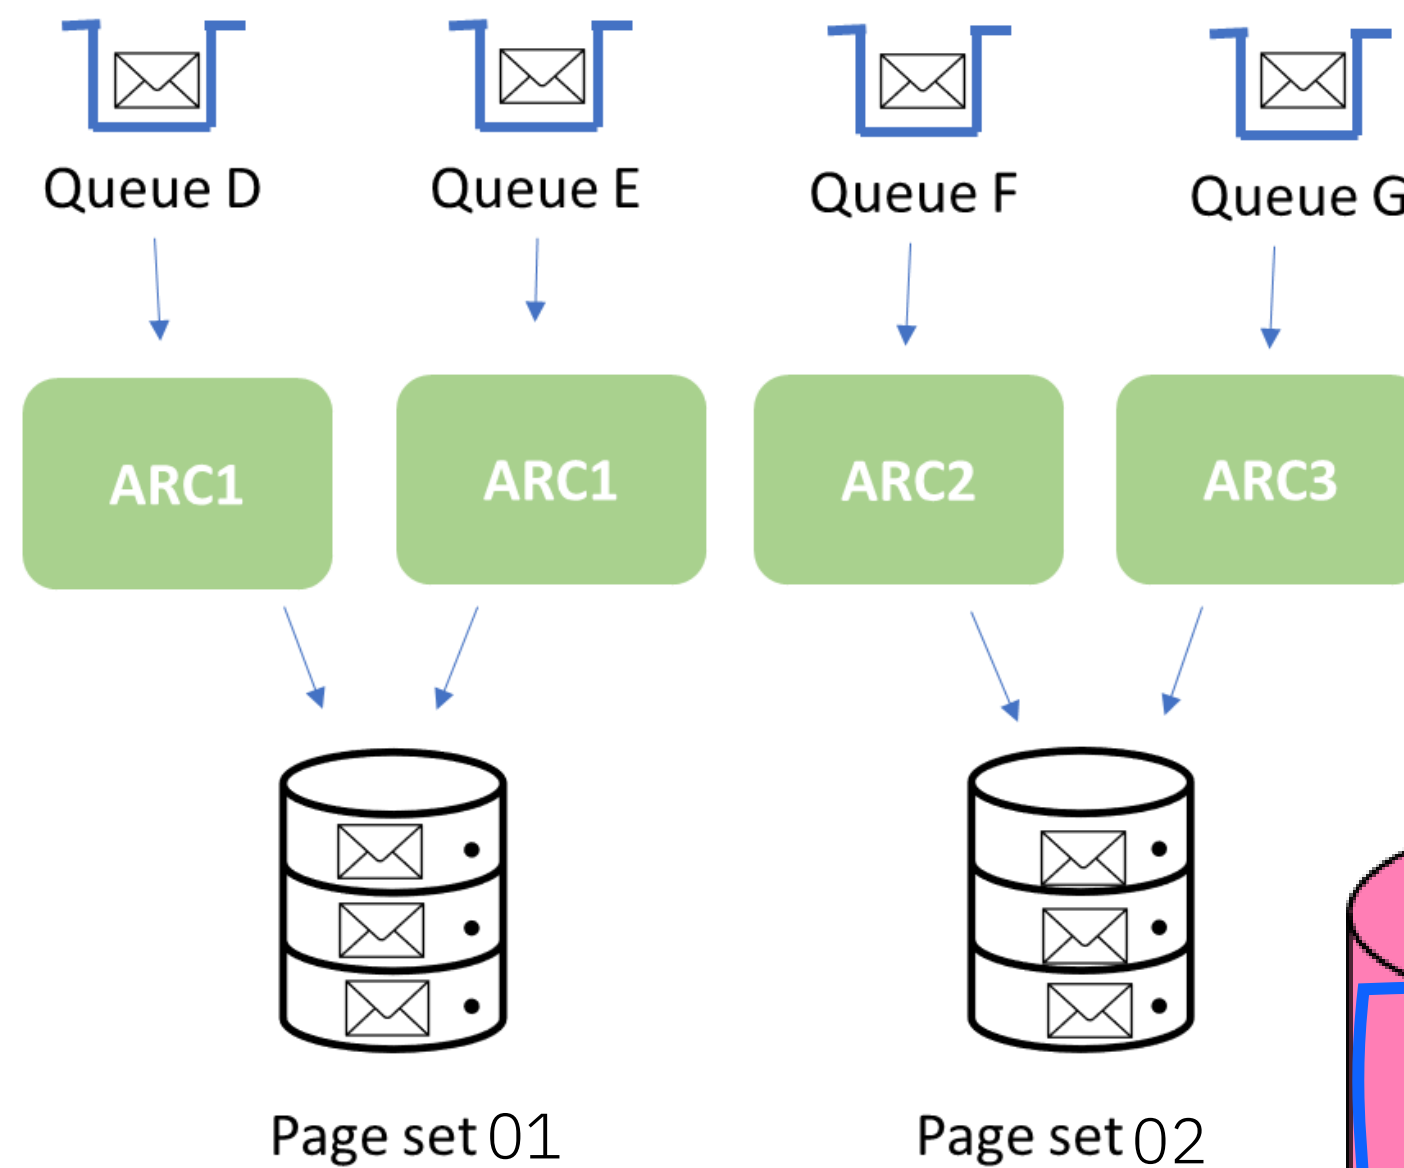 Queue D
Queue E
Queue F
Queue G
ARC1
ARC1
ARC2
ARC3
Page set 01
Page set 02